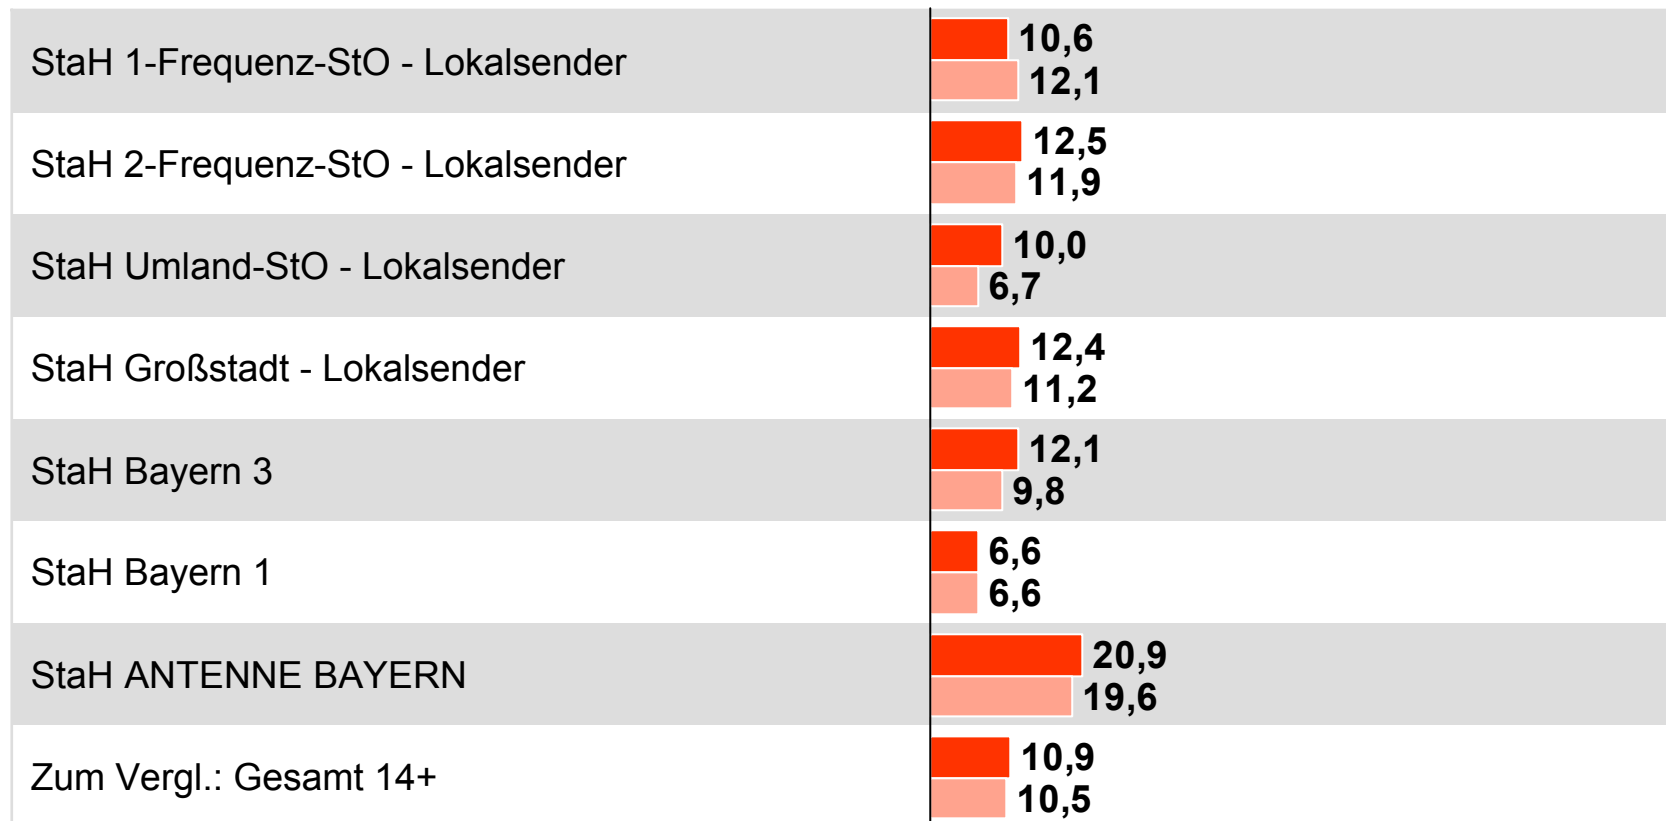 StaH 1-Frequenz-StO - Lokalsender
10,6
12,1
StaH 2-Frequenz-StO - Lokalsender
12,5
11,9
StaH Umland-StO - Lokalsender
10,0
6,7
StaH Großstadt - Lokalsender
12,4
11,2
StaH Bayern 3
12,1
9,8
StaH Bayern 1
6,6
6,6
StaH ANTENNE BAYERN
20,9
19,6
Zum Vergl.: Gesamt 14+
10,9
10,5